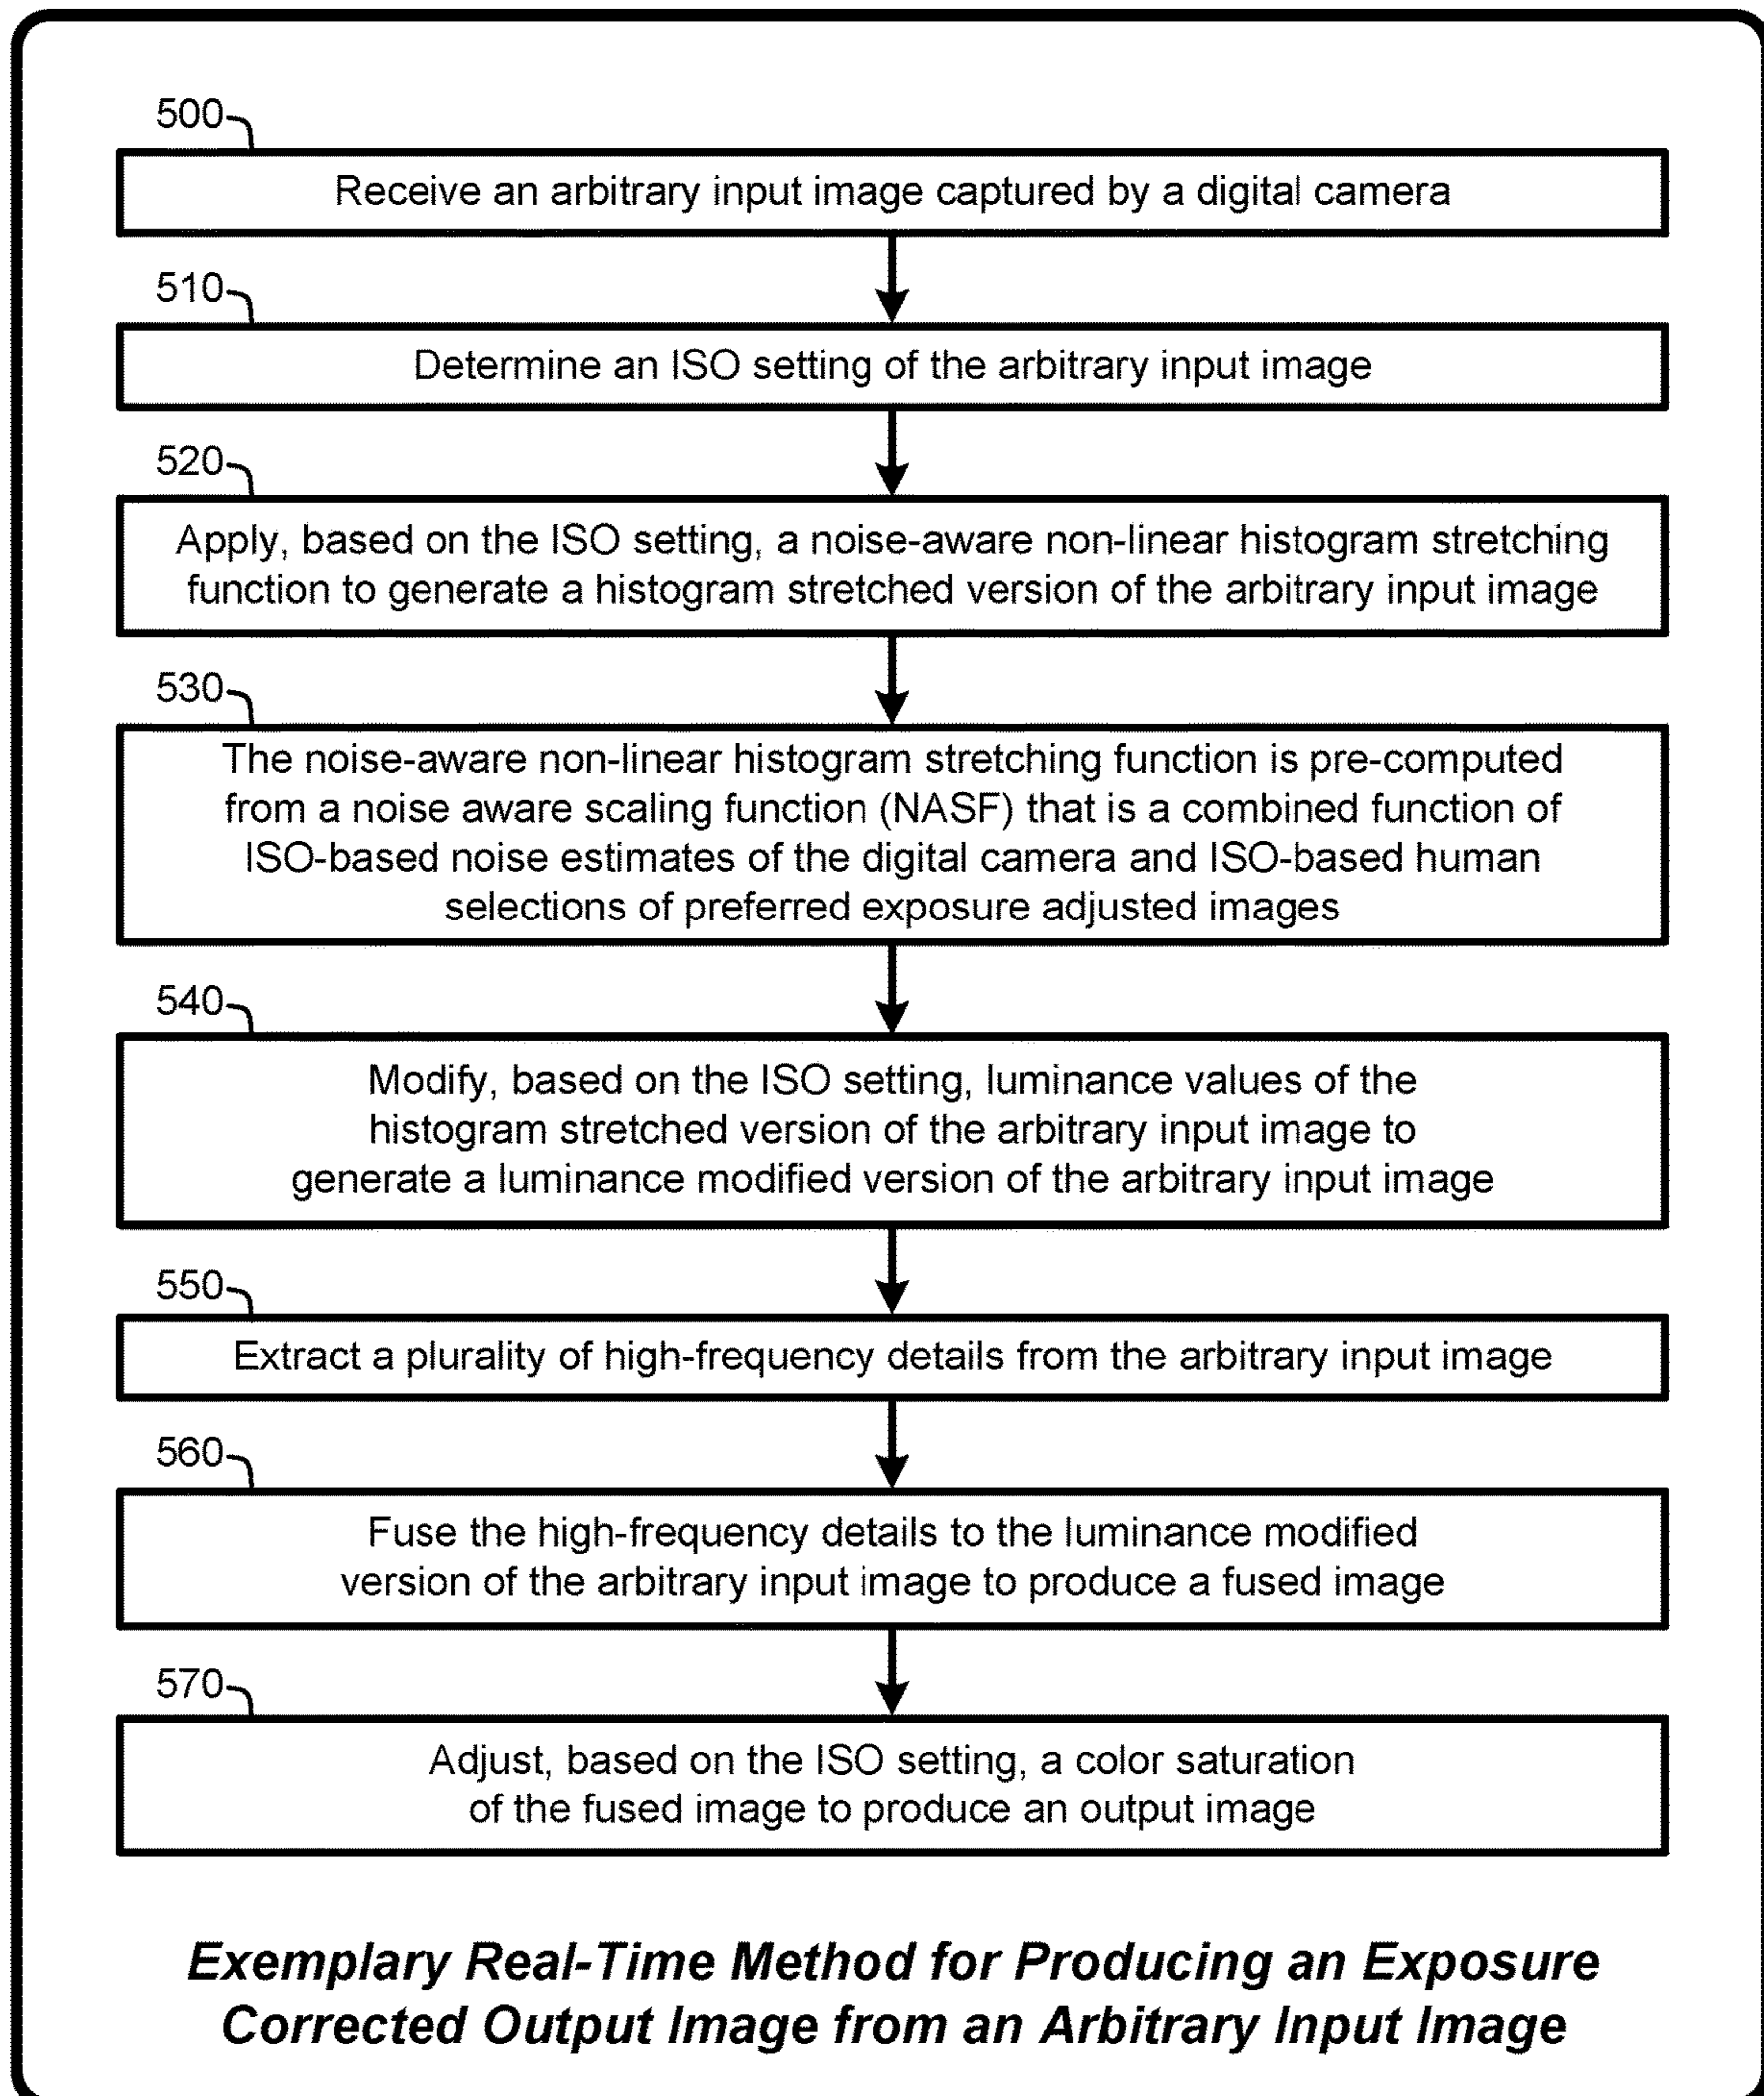 500
Receive an arbitrary input image captured by a digital camera
510
Determine an ISO setting of the arbitrary input image
520
Apply, based on the ISO setting, a noise-aware non-linear histogram stretching
function to generate a histogram stretched version of the arbitrary input image
530
The noise-aware non-linear histogram stretching function is pre-computed
from a noise aware scaling function (NASF) that is a combined function of
ISO-based noise estimates of the digital camera and ISO-based human
selections of preferred exposure adjusted images
540
Modify, based on the ISO setting, luminance values of the
histogram stretched version of the arbitrary input image to
generate a luminance modified version of the arbitrary input image
550
Extract a plurality of high-frequency details from the arbitrary input image
560
Fuse the high-frequency details to the luminance modified
version of the arbitrary input image to produce a fused image
570
Adjust, based on the ISO setting, a color saturation
of the fused image to produce an output image
Exemplary Real-Time Method for Producing an Exposure
Corrected Output Image from an Arbitrary Input Image